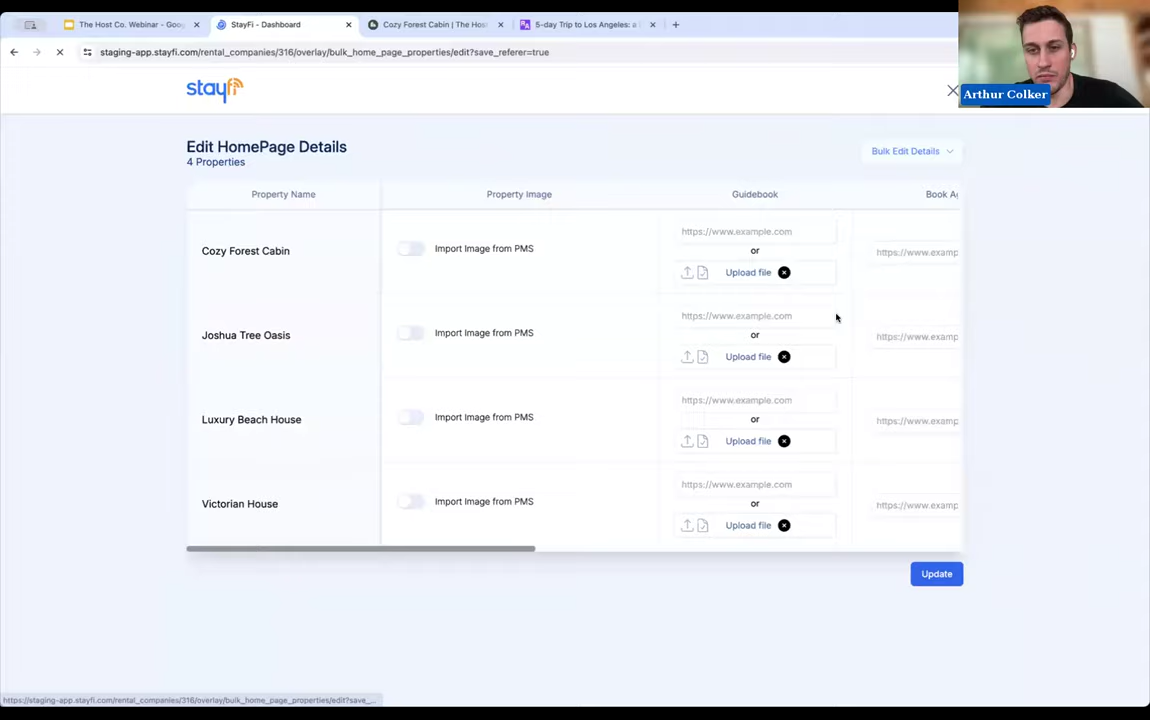 The Host Co. Webinar - Goo
StayFi - Dashboard
Cozy Forest Cabin | The Host
5-day Trip to Los Angeles: a
staging-app.stayfi.com/rental_companies/316/overlay/bulk_home_page_properties/edit?save_referer=true
Arthur Colker
stayfi
Edit HomePage Details
4 Properties
Bulk Edit Details
Property Name
Property Image
Guidebook
Book Ag
Cozy Forest Cabin
Import Image from PMS
https://www.example.com
or
Upload file
https://www.examp
Joshua Tree Oasis
Import Image from PMS
https://www.example.com
or
Upload file
https://www.examp
Luxury Beach House
Import Image from PMS
https://www.example.com
or
Upload file
https://www.examp
Victorian House
Import Image from PMS
https://www.example.com
or
Upload file
https://www.examp
Update
https://staging-app.stayfi.com/rental_companies/316/overlay/bulk_home_page_properties/edit?save_...